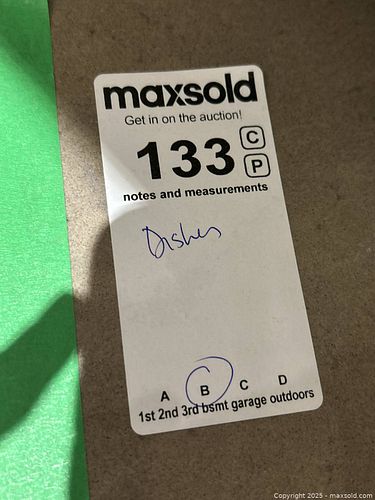 maxsold
Get in on the auction!
133 C
P
notes and measurements
Dishes
A B C D
1st 2nd 3rd bsmt garage outdoors
Copyright 2025 - maxsold.com